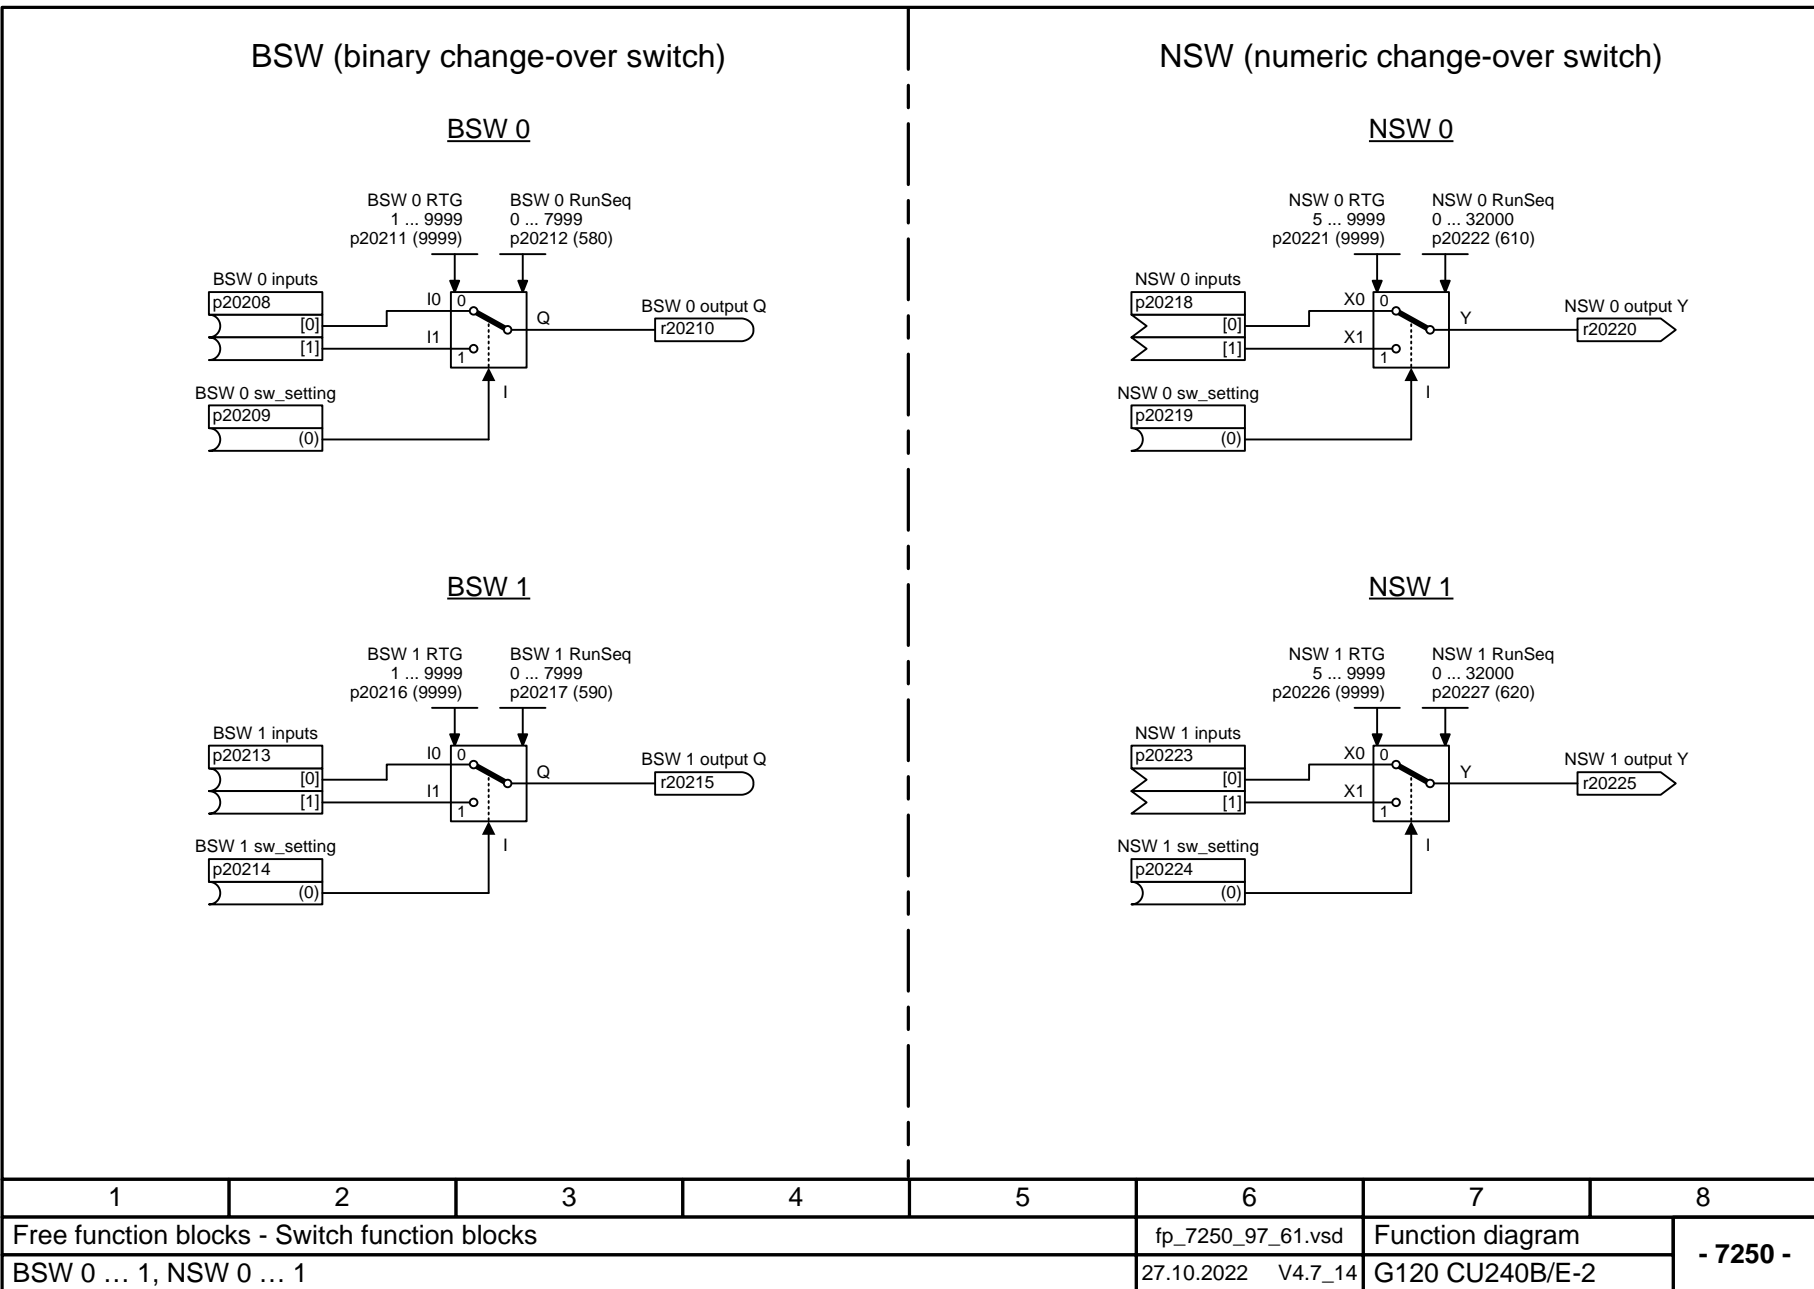 BSW (binary change-over switch)
BSW 0
BSW 0 RTG
1 ... 9999
p20211 (9999)
BSW 0 RunSeq
0 ... 7999
p20212 (580)
BSW 0 inputs
p20208
[0]
[1]
I0
I1
0
1
Q
I
BSW 0 output Q
r20210
BSW 0 sw_setting
p20209
(0)
BSW 1
BSW 1 RTG
1 ... 9999
p20216 (9999)
BSW 1 RunSeq
0 ... 7999
p20217 (590)
BSW 1 inputs
p20213
[0]
[1]
I0
I1
0
1
Q
I
BSW 1 output Q
r20215
BSW 1 sw_setting
p20214
(0)
NSW (numeric change-over switch)
NSW 0
NSW 0 RTG
5 ... 9999
p20221 (9999)
NSW 0 RunSeq
0 ... 32000
p20222 (610)
NSW 0 inputs
p20218
[0]
[1]
X0
X1
0
1
Y
I
NSW 0 output Y
r20220
NSW 0 sw_setting
p20219
(0)
NSW 1
NSW 1 RTG
5 ... 9999
p20226 (9999)
NSW 1 RunSeq
0 ... 32000
p20227 (620)
NSW 1 inputs
p20223
[0]
[1]
X0
X1
0
1
Y
I
NSW 1 output Y
r20225
NSW 1 sw_setting
p20224
(0)
1 2 3 4 5 6 7 8
Free function blocks - Switch function blocks
fp_7250_97_61.vsd
Function diagram
- 7250 -
BSW 0 … 1, NSW 0 … 1
27.10.2022 V4.7_14
G120 CU240B/E-2